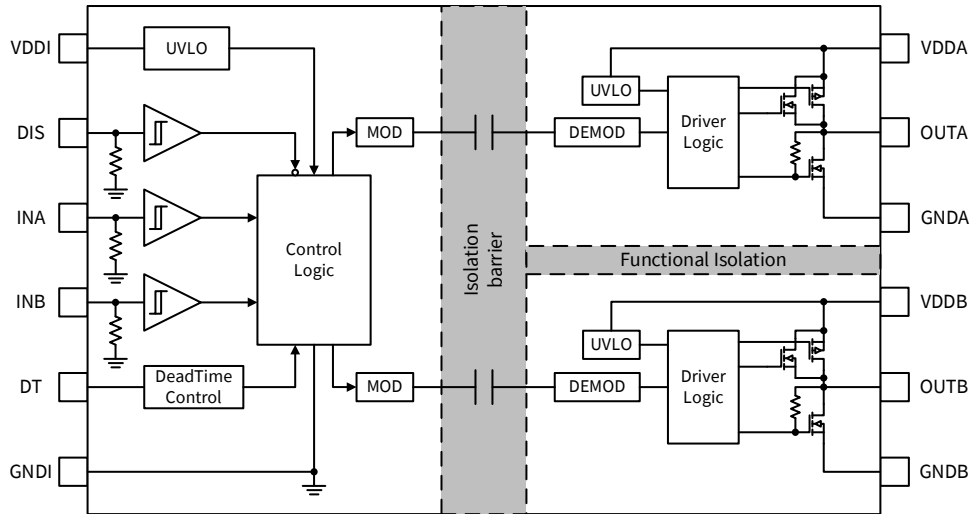 VDDI
UVLO
VDDA
UVLO
DIS
MOD
DEMOD
Driver
Logic
OUTA
INA
Control
Logic
GNDA
Isolation
barrier
Functional Isolation
INB
VDDB
UVLO
DT
DeadTime
Control
MOD
DEMOD
Driver
Logic
OUTB
GNDI
GNDB